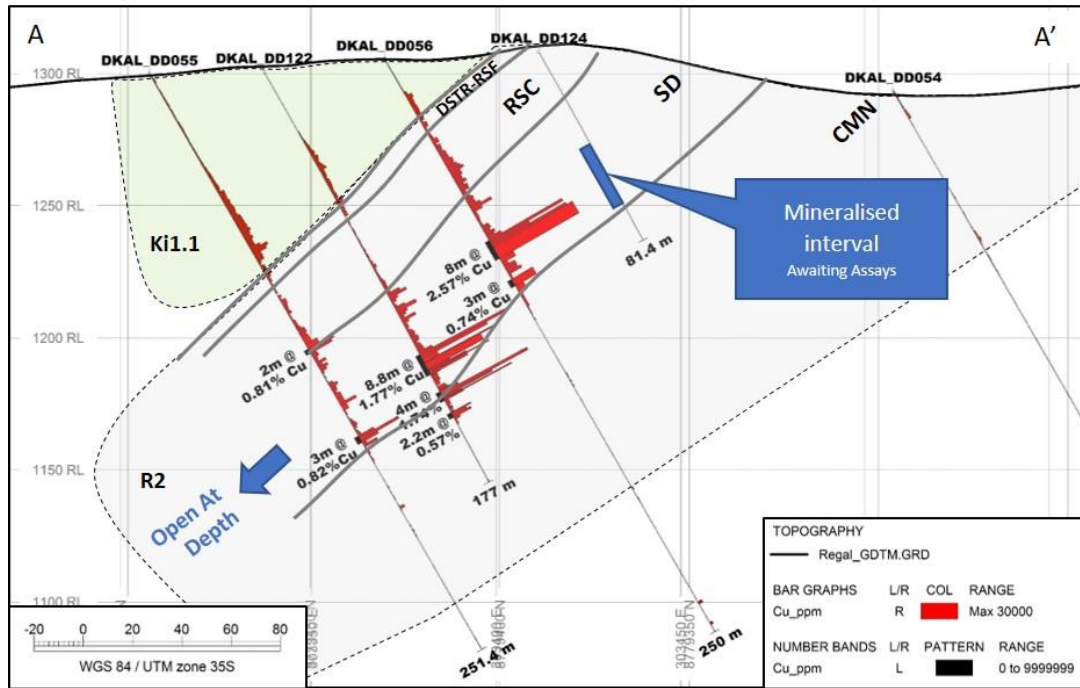 A
A'
DKAL_DD055
DKAL_DD122
DKAL_DD056
DKAL_DD124
DKAL_DD054
1300 RL
1250 RL
1200 RL
1150 RL
1100 RL
DSTR-RSF
RSC
SD
CMN
Ki1.1
R2
Mineralised
interval
Awaiting Assays
81.4 m
8m @
2.57% Cu
3m @
0.74% Cu
2m @
0.81% Cu
8.8m @
1.77% Cu
4m @
1.74%
2.2m @
0.57%
3m @
0.82%Cu
177 m
251.4 m
250 m
Open At
Depth
303450 E
8779350 N
-20 0 20 40 60 80
WGS 84 / UTM zone 35S
TOPOGRAPHY
Regal_GDTM.GRD
BAR GRAPHS L/R COL RANGE
Cu_ppm R Max 30000
NUMBER BANDS L/R PATTERN RANGE
Cu_ppm L 0 to 9999999